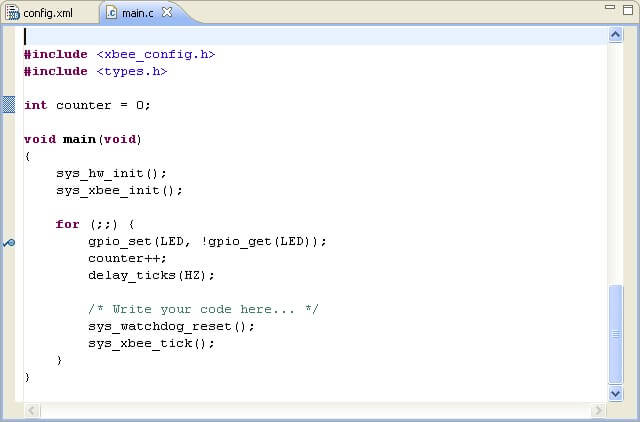 config.xml main.c
#include <xbee_config.h>
#include <types.h>
int counter = 0;
void main(void)
{
    sys_hw_init();
    sys_xbee_init();
    for (;;) {
        gpio_set(LED, !gpio_get(LED));
        counter++;
        delay_ticks(HZ);
        /* Write your code here... */
        sys_watchdog_reset();
        sys_xbee_tick();
    }
}